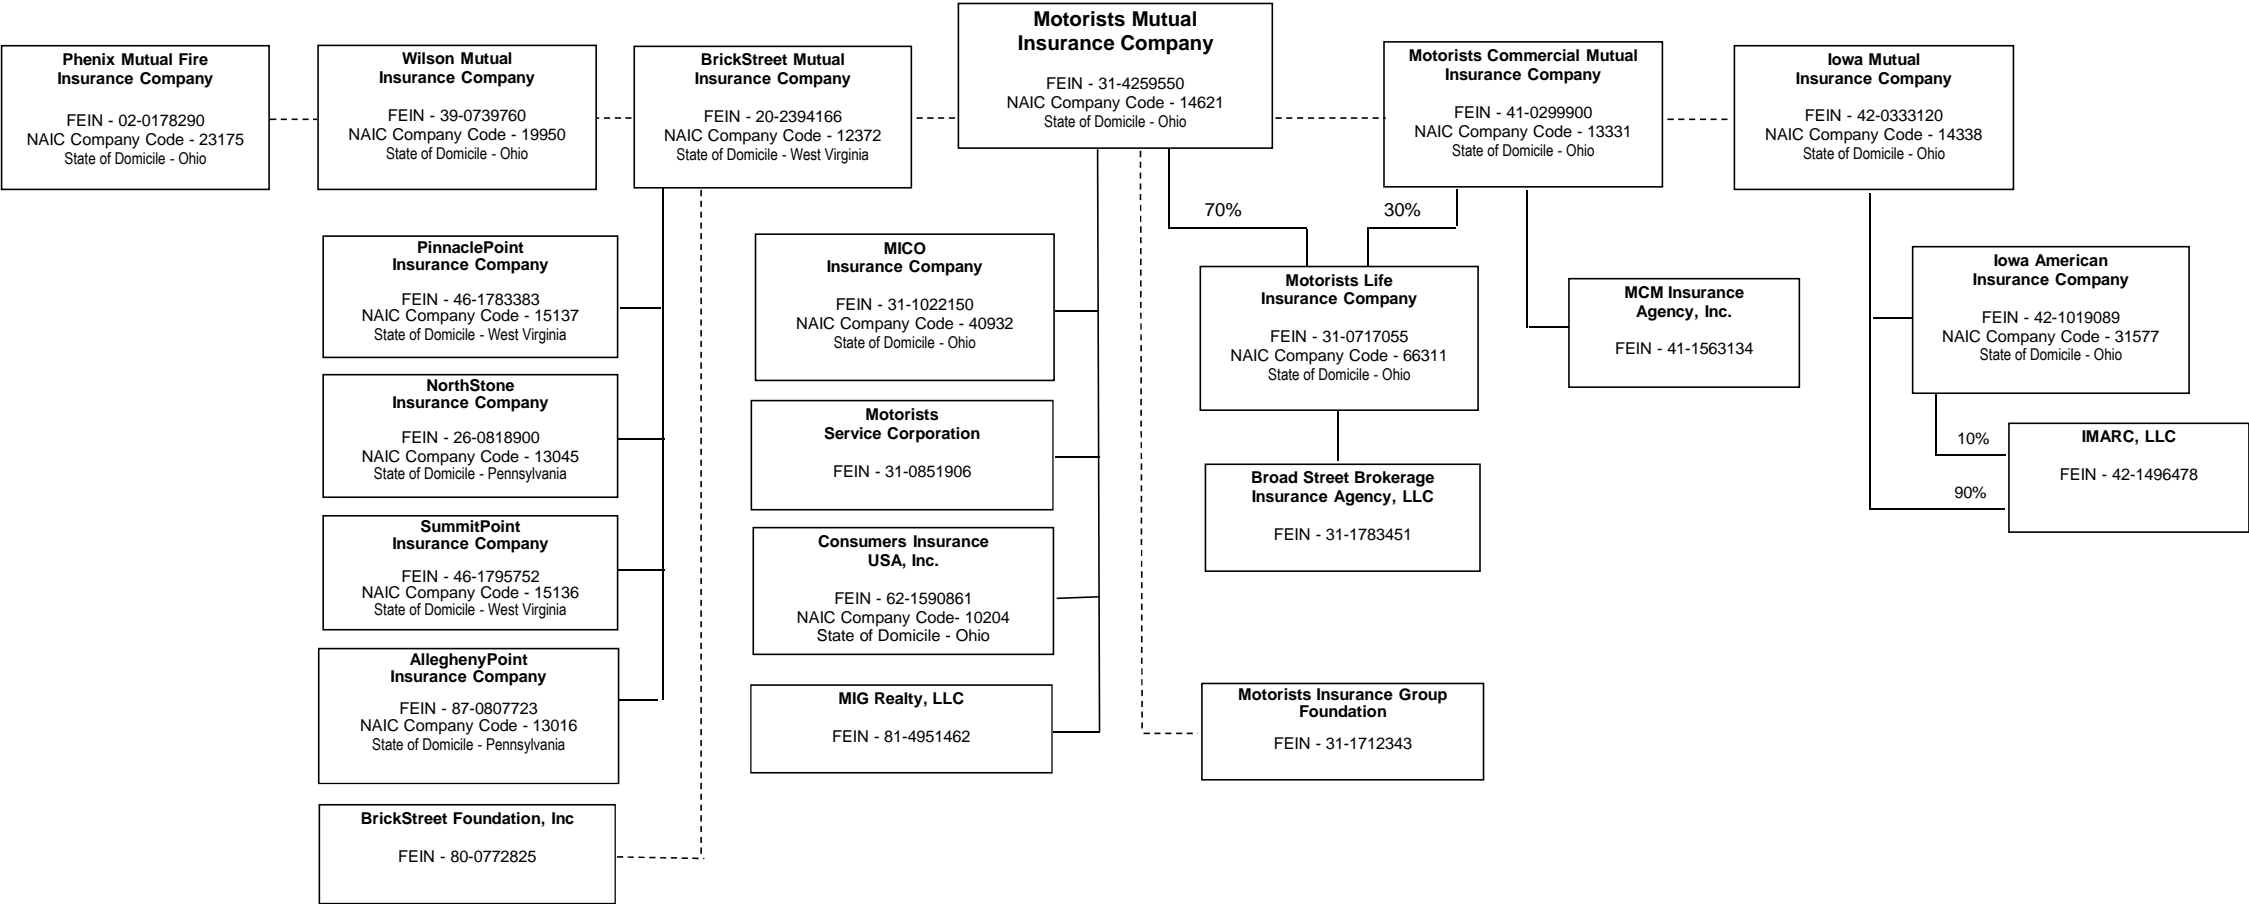 Motorists Mutual
Insurance Company
FEIN - 31-4259550
NAIC Company Code - 14621
State of Domicile - Ohio
Phenix Mutual Fire
Insurance Company
FEIN - 02-0178290
NAIC Company Code - 23175
State of Domicile - Ohio
Wilson Mutual
Insurance Company
FEIN - 39-0739760
NAIC Company Code - 19950
State of Domicile - Ohio
BrickStreet Mutual
Insurance Company
FEIN - 20-2394166
NAIC Company Code - 12372
State of Domicile - West Virginia
Motorists Commercial Mutual
Insurance Company
FEIN - 41-0299900
NAIC Company Code - 13331
State of Domicile - Ohio
Iowa Mutual
Insurance Company
FEIN - 42-0333120
NAIC Company Code - 14338
State of Domicile - Ohio
70%
30%
PinnaclePoint
Insurance Company
FEIN - 46-1783383
NAIC Company Code - 15137
State of Domicile - West Virginia
NorthStone
Insurance Company
FEIN - 26-0818900
NAIC Company Code - 13045
State of Domicile - Pennsylvania
SummitPoint
Insurance Company
FEIN - 46-1795752
NAIC Company Code - 15136
State of Domicile - West Virginia
AlleghenyPoint
Insurance Company
FEIN - 87-0807723
NAIC Company Code - 13016
State of Domicile - Pennsylvania
BrickStreet Foundation, Inc
FEIN - 80-0772825
MICO
Insurance Company
FEIN - 31-1022150
NAIC Company Code - 40932
State of Domicile - Ohio
Motorists
Service Corporation
FEIN - 31-0851906
Consumers Insurance
USA, Inc.
FEIN - 62-1590861
NAIC Company Code- 10204
State of Domicile - Ohio
MIG Realty, LLC
FEIN - 81-4951462
Motorists Life
Insurance Company
FEIN - 31-0717055
NAIC Company Code - 66311
State of Domicile - Ohio
Broad Street Brokerage
Insurance Agency, LLC
FEIN - 31-1783451
Motorists Insurance Group
Foundation
FEIN - 31-1712343
MCM Insurance
Agency, Inc.
FEIN - 41-1563134
Iowa American
Insurance Company
FEIN - 42-1019089
NAIC Company Code - 31577
State of Domicile - Ohio
10%
90%
IMARC, LLC
FEIN - 42-1496478